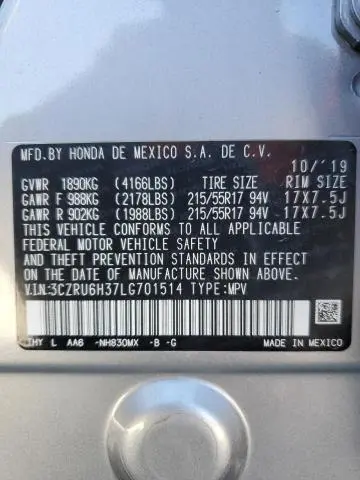 MFD.BY HONDA DE MEXICO S.A. DE C.V.
10/'19
GVWR 1890KG (4166LBS) TIRE SIZE RIM SIZE
GAWR F 988KG (2178LBS) 215/55R17 94V 17X7.5J
GAWR R 902KG (1988LBS) 215/55R17 94V 17X7.5J
THIS VEHICLE CONFORMS TO ALL APPLICABLE
FEDERAL MOTOR VEHICLE SAFETY
AND THEFT PREVENTION STANDARDS IN EFFECT
ON THE DATE OF MANUFACTURE SHOWN ABOVE.
V.I.N.:3CZRU6H37LG701514 TYPE:MPV
THY L AA6 -NH830MX -B -G
MADE IN
MEXICO